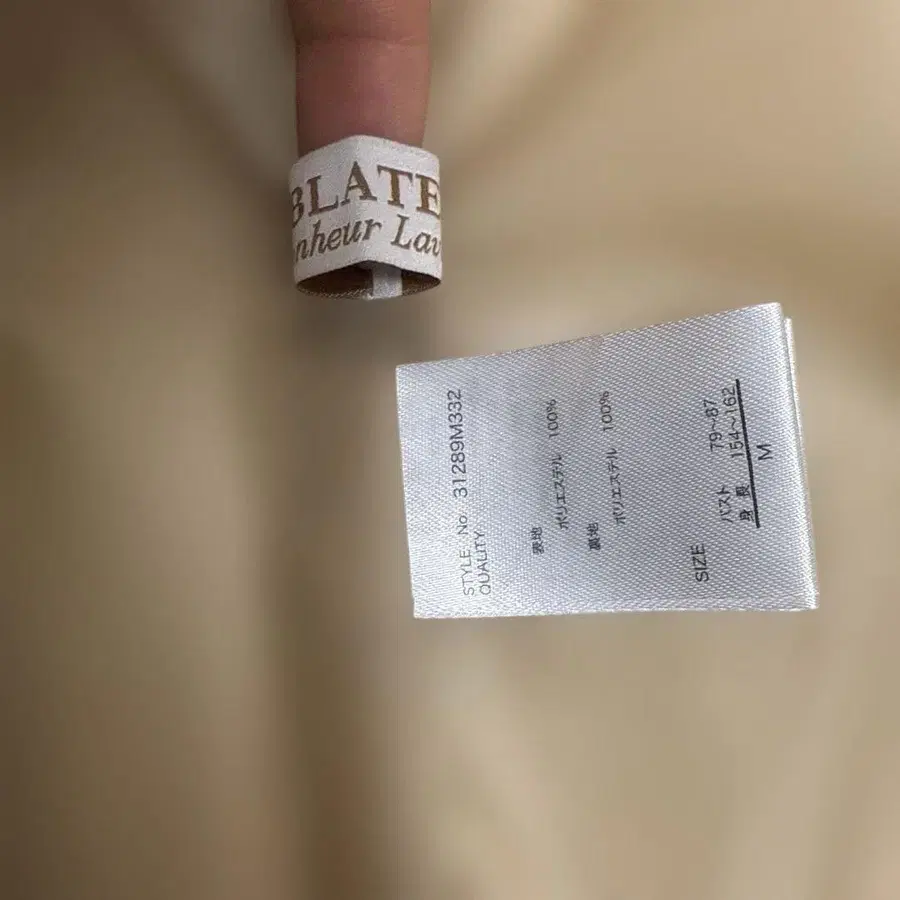 BLATE
nheur Lav
STYLE. No. 31289M332
QUALITY
表地
ポリエステル 100%
裏地
ポリエステル 100%
SIZE
バスト 79~87
身長 154~162
M